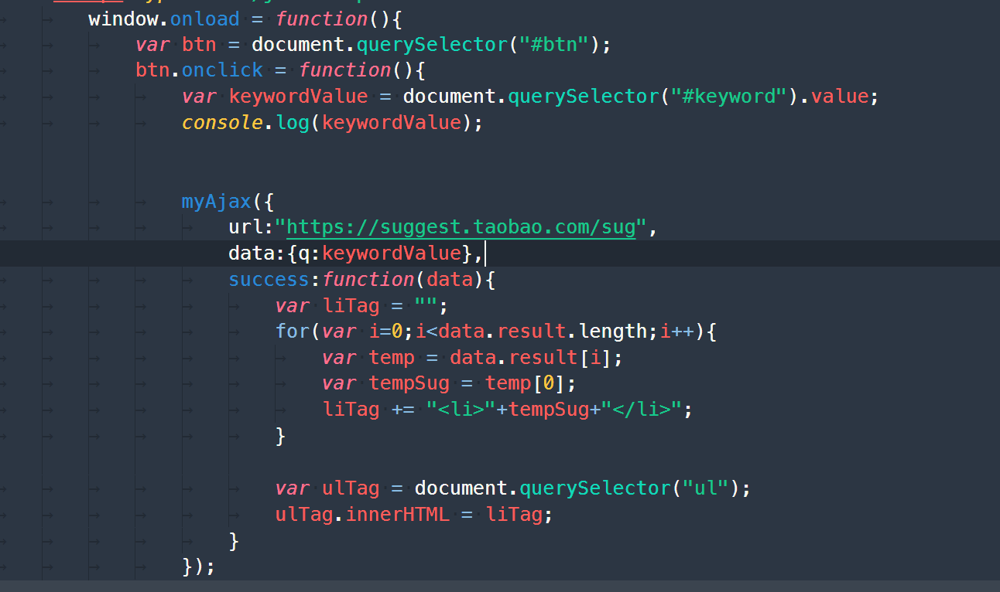 window.onload = function(){
var btn = document.querySelector("#btn");
btn.onclick = function(){
var keywordValue = document.querySelector("#keyword").value;
console.log(keywordValue);
myAjax({
url:"https://suggest.taobao.com/sug",
data:{q:keywordValue},
success:function(data){
var liTag = "";
for(var i=0;i<data.result.length;i++){
var temp = data.result[i];
var tempSug = temp[0];
liTag += "<li>"+tempSug+"</li>";
}
var ulTag = document.querySelector("ul");
ulTag.innerHTML = liTag;
}
});